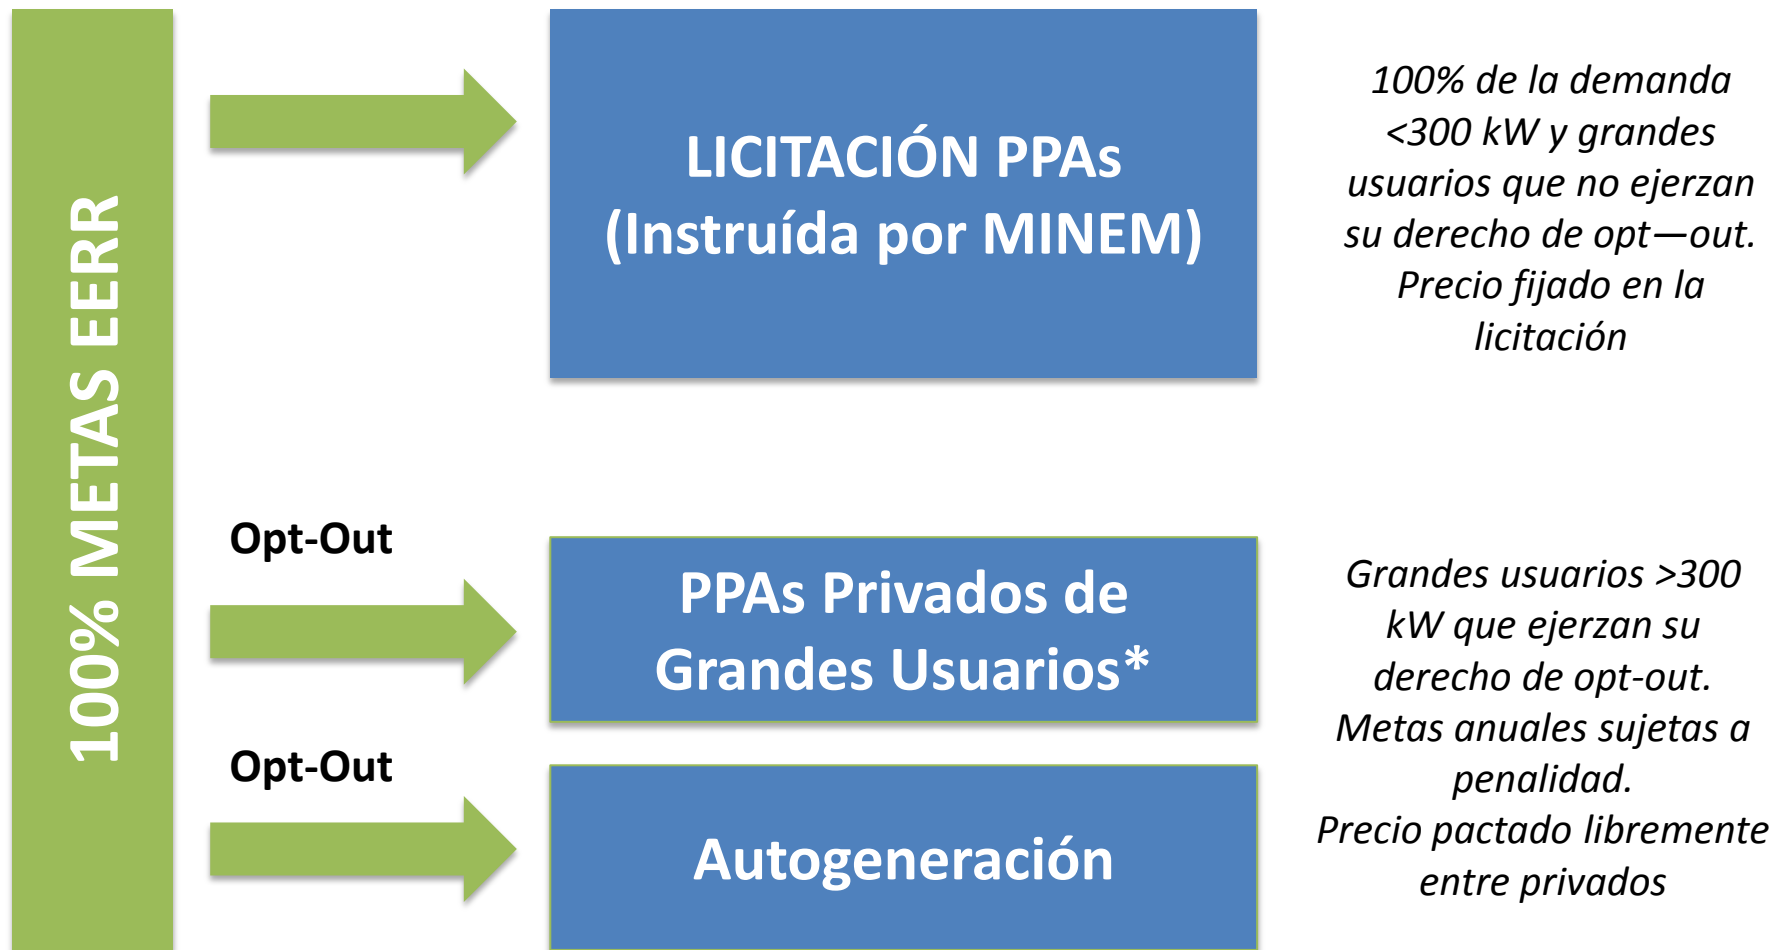 100% METAS EERR
LICITACIÓN PPAs
(Instruída por MINEM)
100% de la demanda
<300 kW y grandes
usuarios que no ejerzan
su derecho de opt—out.
Precio fijado en la
licitación
Opt-Out
PPAs Privados de
Grandes Usuarios*
Opt-Out
Autogeneración
Grandes usuarios >300
kW que ejerzan su
derecho de opt-out.
Metas anuales sujetas a
penalidad.
Precio pactado libremente
entre privados